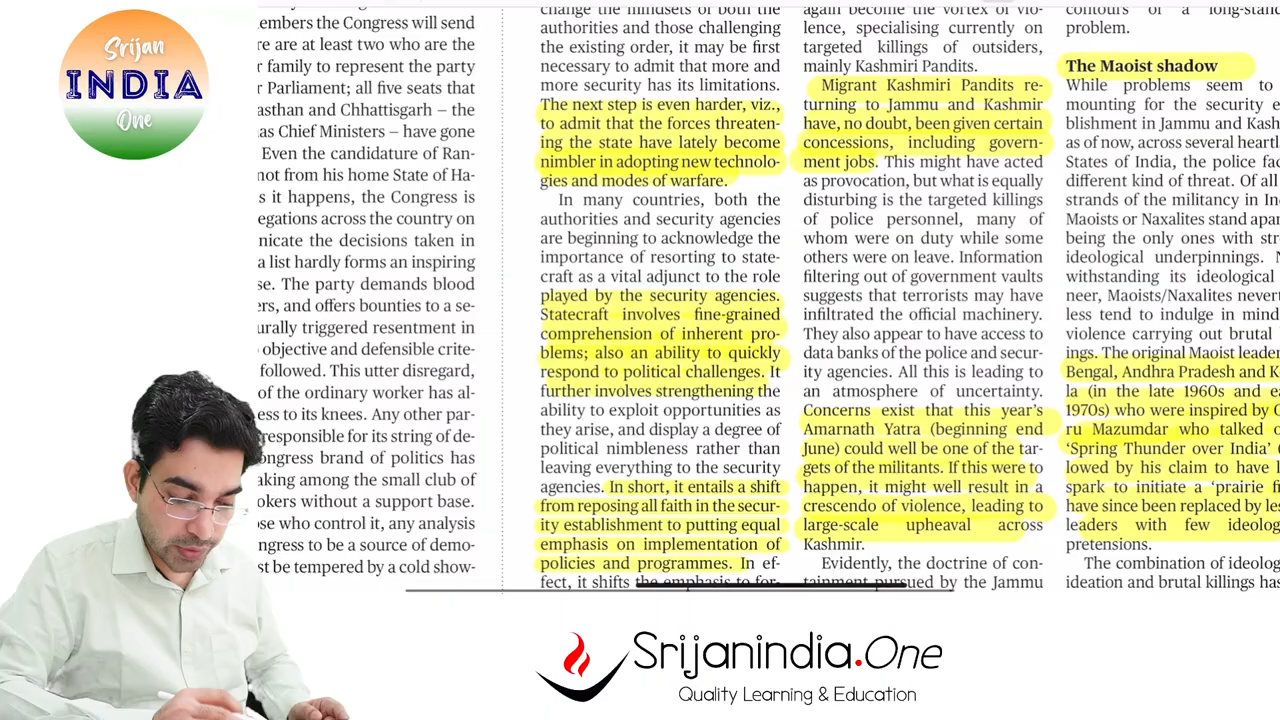 Srijan
INDIA
One
embers the Congress will send
re are at least two who are the
r family to represent the party
r Parliament; all five seats that
asthan and Chhattisgarh – the
as Chief Ministers – have gone
Even the candidature of Ran-
not from his home State of Ha-
s it happens, the Congress is
egations across the country on
nicate the decisions taken in
a list hardly forms an inspiring
se. The party demands blood
ers, and offers bounties to a se-
urally triggered resentment in
objective and defensible crite-
followed. This utter disregard,
of the ordinary worker has al-
ess to its knees. Any other par-
responsible for its string of de-
ongress brand of politics has
aking among the small club of
okers without a support base.
ose who control it, any analysis
ngress to be a source of demo-
st be tempered by a cold show-
change the mindsets of both the
authorities and those challenging
the existing order, it may be first
necessary to admit that more and
more security has its limitations.
The next step is even harder, viz.,
to admit that the forces threaten-
ing the state have lately become
nimbler in adopting new technolo-
gies and modes of warfare.
In many countries, both the
authorities and security agencies
are beginning to acknowledge the
importance of resorting to state-
craft as a vital adjunct to the role
played by the security agencies.
Statecraft involves fine-grained
comprehension of inherent pro-
blems; also an ability to quickly
respond to political challenges. It
further involves strengthening the
ability to exploit opportunities as
they arise, and display a degree of
political nimbleness rather than
leaving everything to the security
agencies. In short, it entails a shift
from reposing all faith in the secur-
ity establishment to putting equal
emphasis on implementation of
policies and programmes. In ef-
fect, it shifts the emphasis to for-
again become the vortex of vio-
lence, specialising currently on
targeted killings of outsiders,
mainly Kashmiri Pandits.
Migrant Kashmiri Pandits re-
turning to Jammu and Kashmir
have, no doubt, been given certain
concessions, including govern-
ment jobs. This might have acted
as provocation, but what is equally
disturbing is the targeted killings
of police personnel, many of
whom were on duty while some
others were on leave. Information
filtering out of government vaults
suggests that terrorists may have
infiltrated the official machinery.
They also appear to have access to
data banks of the police and secur-
ity agencies. All this is leading to
an atmosphere of uncertainty.
Concerns exist that this year's
Amarnath Yatra (beginning end
June) could well be one of the tar-
gets of the militants. If this were to
happen, it might well result in a
crescendo of violence, leading to
large-scale upheaval across
Kashmir.
Evidently, the doctrine of con-
tainment pursued by the Jammu
contours of a long-stand
problem.
The Maoist shadow
While problems seem to
mounting for the security e
blishment in Jammu and Kash
as of now, across several heartl
States of India, the police fac
different kind of threat. Of all
strands of the militancy in In
Maoists or Naxalites stand apar
being the only ones with str
ideological underpinnings. N
withstanding its ideological
neer, Maoists/Naxalites nevert
less tend to indulge in mind
violence carrying out brutal
ings. The original Maoist leader
Bengal, Andhra Pradesh and K
la (in the late 1960s and ea
1970s) who were inspired by C
ru Mazumdar who talked o
'Spring Thunder over India'
lowed by his claim to have l
spark to initiate a 'prairie fi
have since been replaced by les
leaders with few ideolog
pretensions.
The combination of ideolog
ideation and brutal killings has
Srijanindia.One
Quality Learning & Education